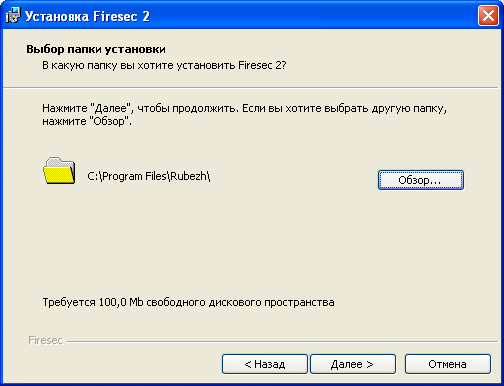 Установка Firesec 2
Выбор папки установки
В какую папку вы хотите установить Firesec 2?
Нажмите "Далее", чтобы продолжить. Если вы хотите выбрать другую папку,
нажмите "Обзор".
C:\Program Files\Rubezh\
Обзор...
Требуется 100,0 Mb свободного дискового пространства
Firesec
< Назад
Далее >
Отмена